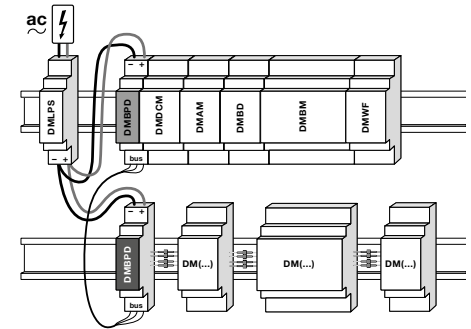 ac
− +
DMLPS
DMBPD
DMDCM
DMAM
DMBD
DMBM
DMWF
− +
bus
− +
DMBPD
DM(...)
DM(...)
DM(...)
bus